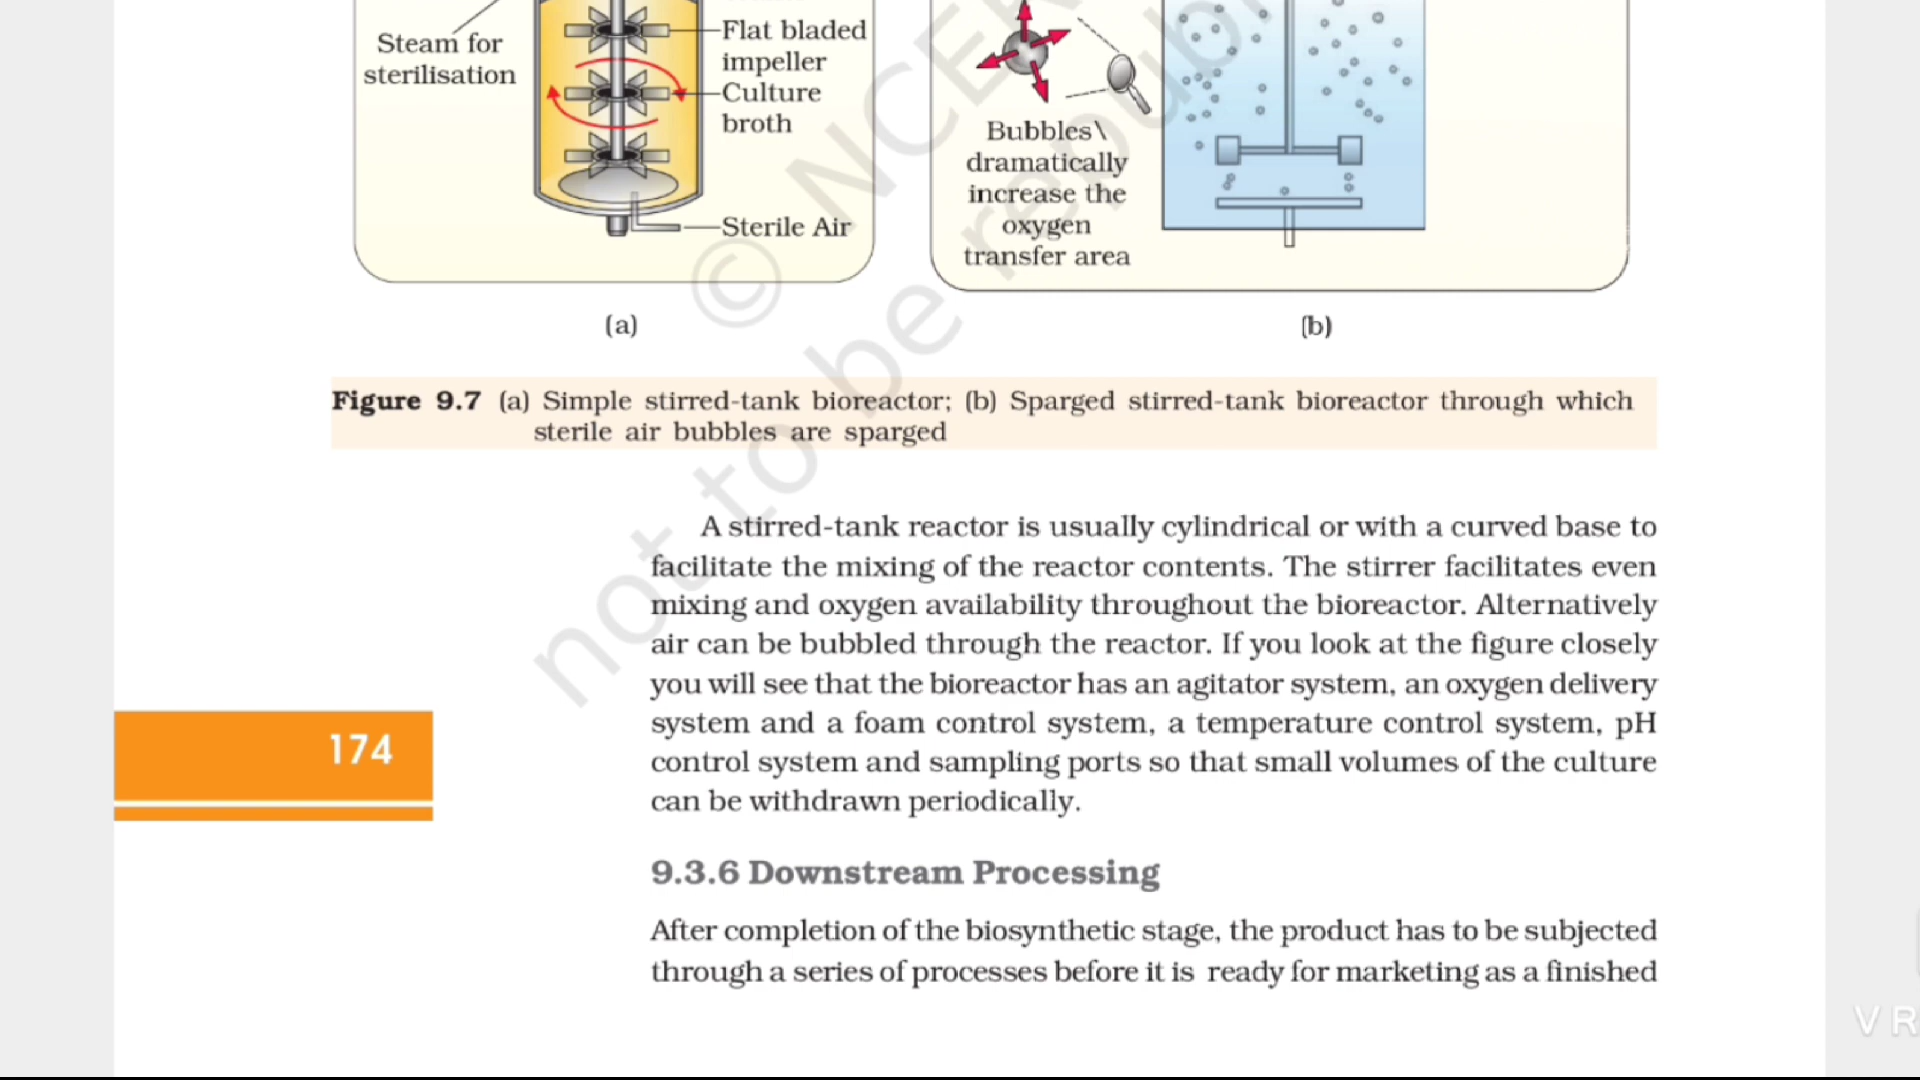 Steam for
sterilisation
Flat bladed
impeller
Culture
broth
Sterile Air
(a)
Bubbles\
dramatically
increase the
oxygen
transfer area
(b)
Figure 9.7 (a) Simple stirred-tank bioreactor; (b) Sparged stirred-tank bioreactor through which
sterile air bubbles are sparged
A stirred-tank reactor is usually cylindrical or with a curved base to
facilitate the mixing of the reactor contents. The stirrer facilitates even
mixing and oxygen availability throughout the bioreactor. Alternatively
air can be bubbled through the reactor. If you look at the figure closely
you will see that the bioreactor has an agitator system, an oxygen delivery
system and a foam control system, a temperature control system, pH
control system and sampling ports so that small volumes of the culture
can be withdrawn periodically.
174
9.3.6 Downstream Processing
After completion of the biosynthetic stage, the product has to be subjected
through a series of processes before it is ready for marketing as a finished
© NCE
not to be repub
V R